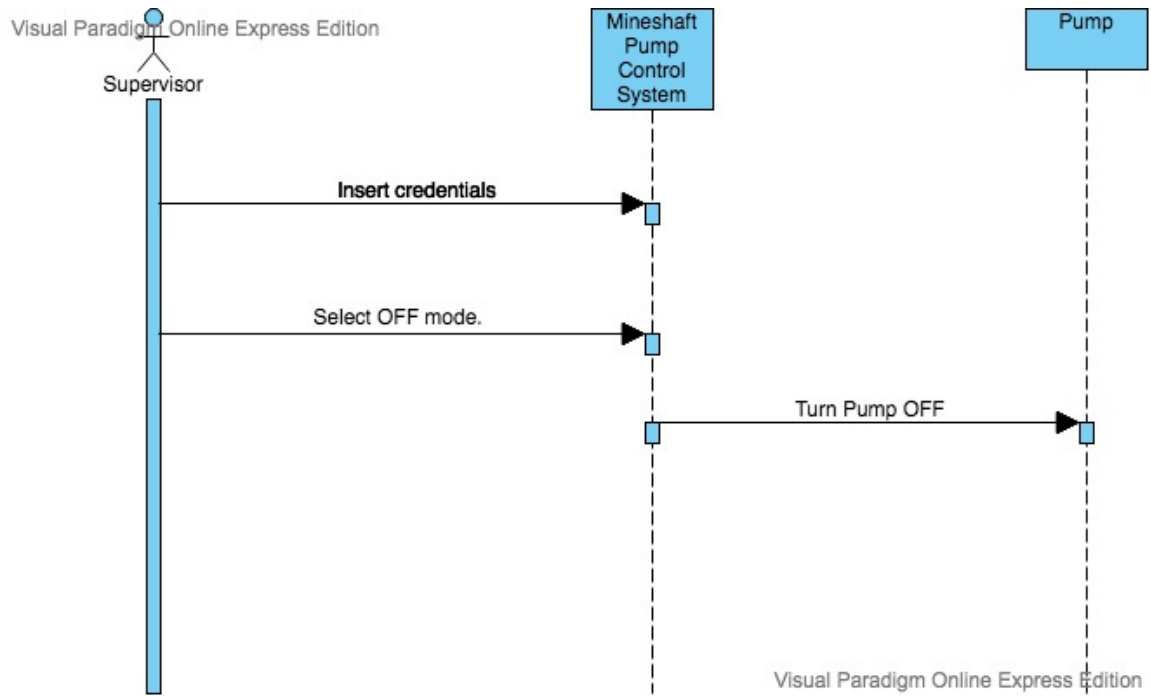 Visual Paradigm Online Express Edition
Supervisor
Mineshaft
Pump
Control
System
Pump
Insert credentials
Select OFF mode.
Turn Pump OFF
Visual Paradigm Online Express Edition